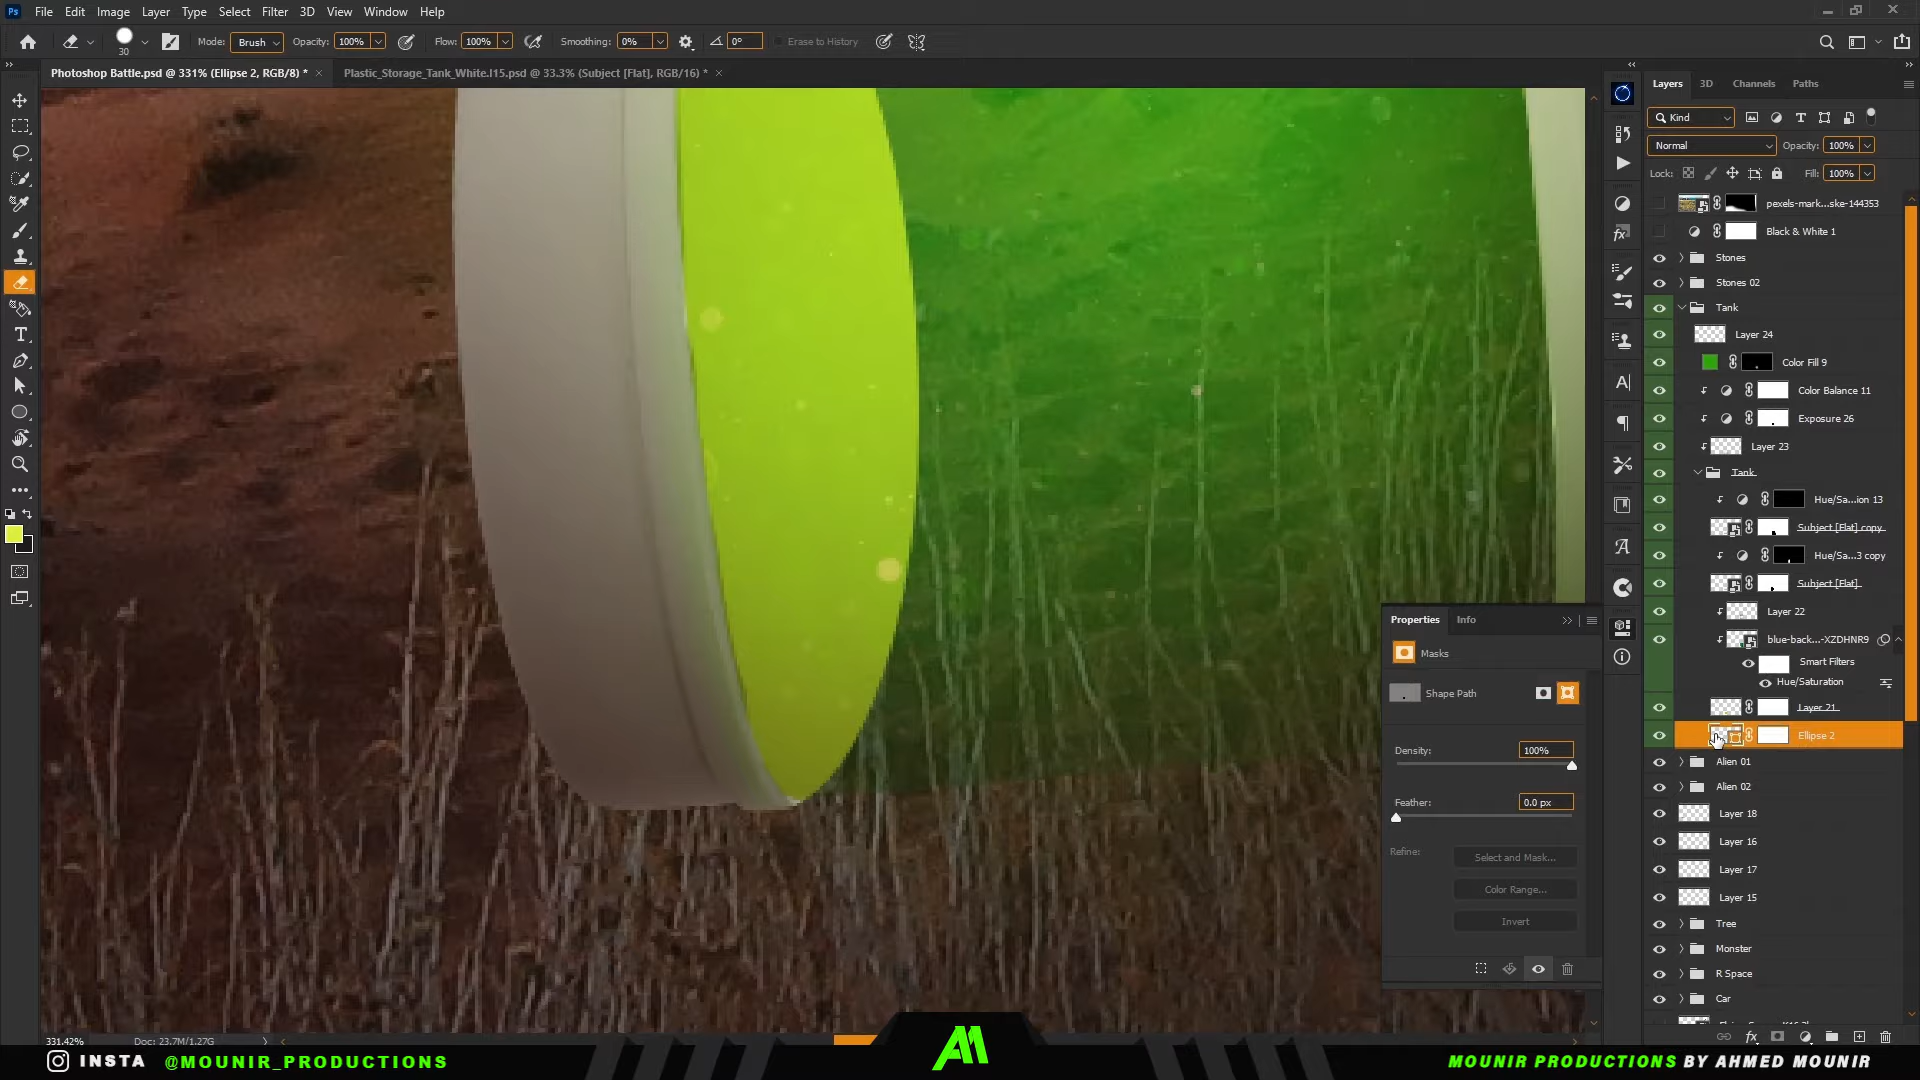 File Edit Image Layer Type Select Filter 3D View Window Help
30 Mode: Brush Opacity: 100% Flow: 100% Smoothing: 0% 0° Erase to History
Photoshop Battle.psd @ 331% (Ellipse 2, RGB/8) * ×
Plastic_Storage_Tank_White.I15.psd @ 33.3% (Subject [Flat], RGB/16) * ×
Layers 3D Channels Paths
Kind
Normal Opacity: 100%
Lock: Fill: 100%
pexels-mark...ske-144353
Black & White 1
Stones
Stones 02
Tank
Layer 24
Color Fill 9
Color Balance 11
Exposure 26
Layer 23
Tank
Hue/Sa...ion 13
Subject [Flat] copy
Hue/Sa...3 copy
Subject [Flat]
Layer 22
blue-back...-XZDHNR9
Smart Filters
Hue/Saturation
Layer 21
Ellipse 2
Alien 01
Alien 02
Layer 18
Layer 16
Layer 17
Layer 15
Tree
Monster
R Space
Car
Properties Info
Masks
Shape Path
Density: 100%
Feather: 0.0 px
Refine: Select and Mask...
Color Range...
Invert
331.42% Doc: 23.7M/1.27G
INSTA @MOUNIR_PRODUCTIONS
MOUNIR PRODUCTIONS BY AHMED MOUNIR